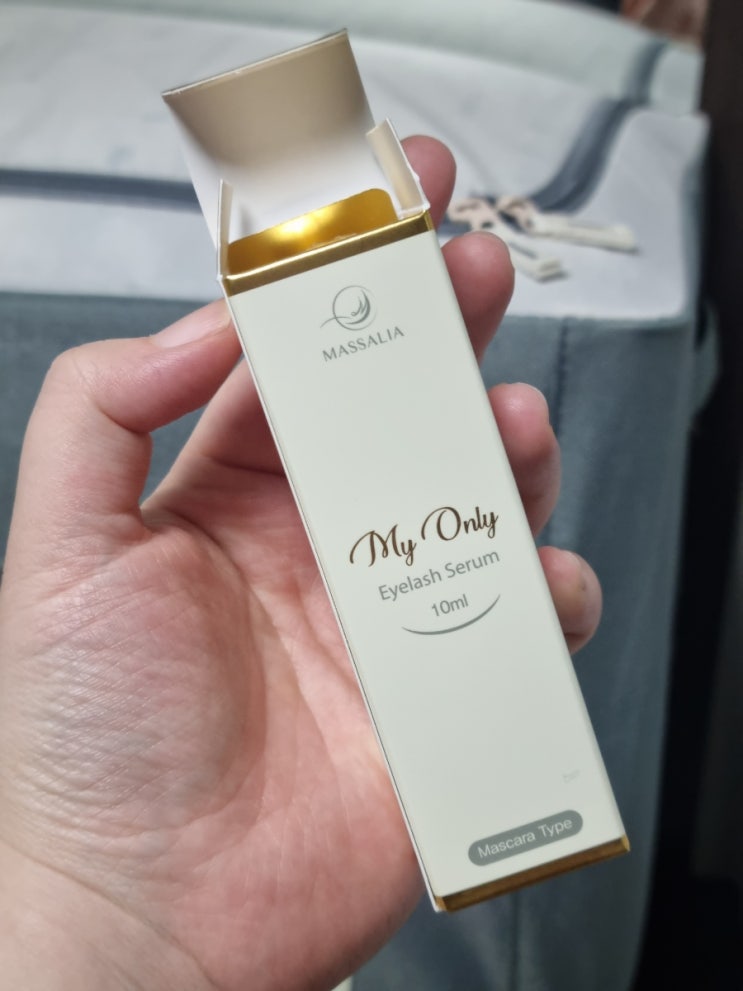 MASSALIA
My Only
Eyelash Serum
10ml
Mascara Type